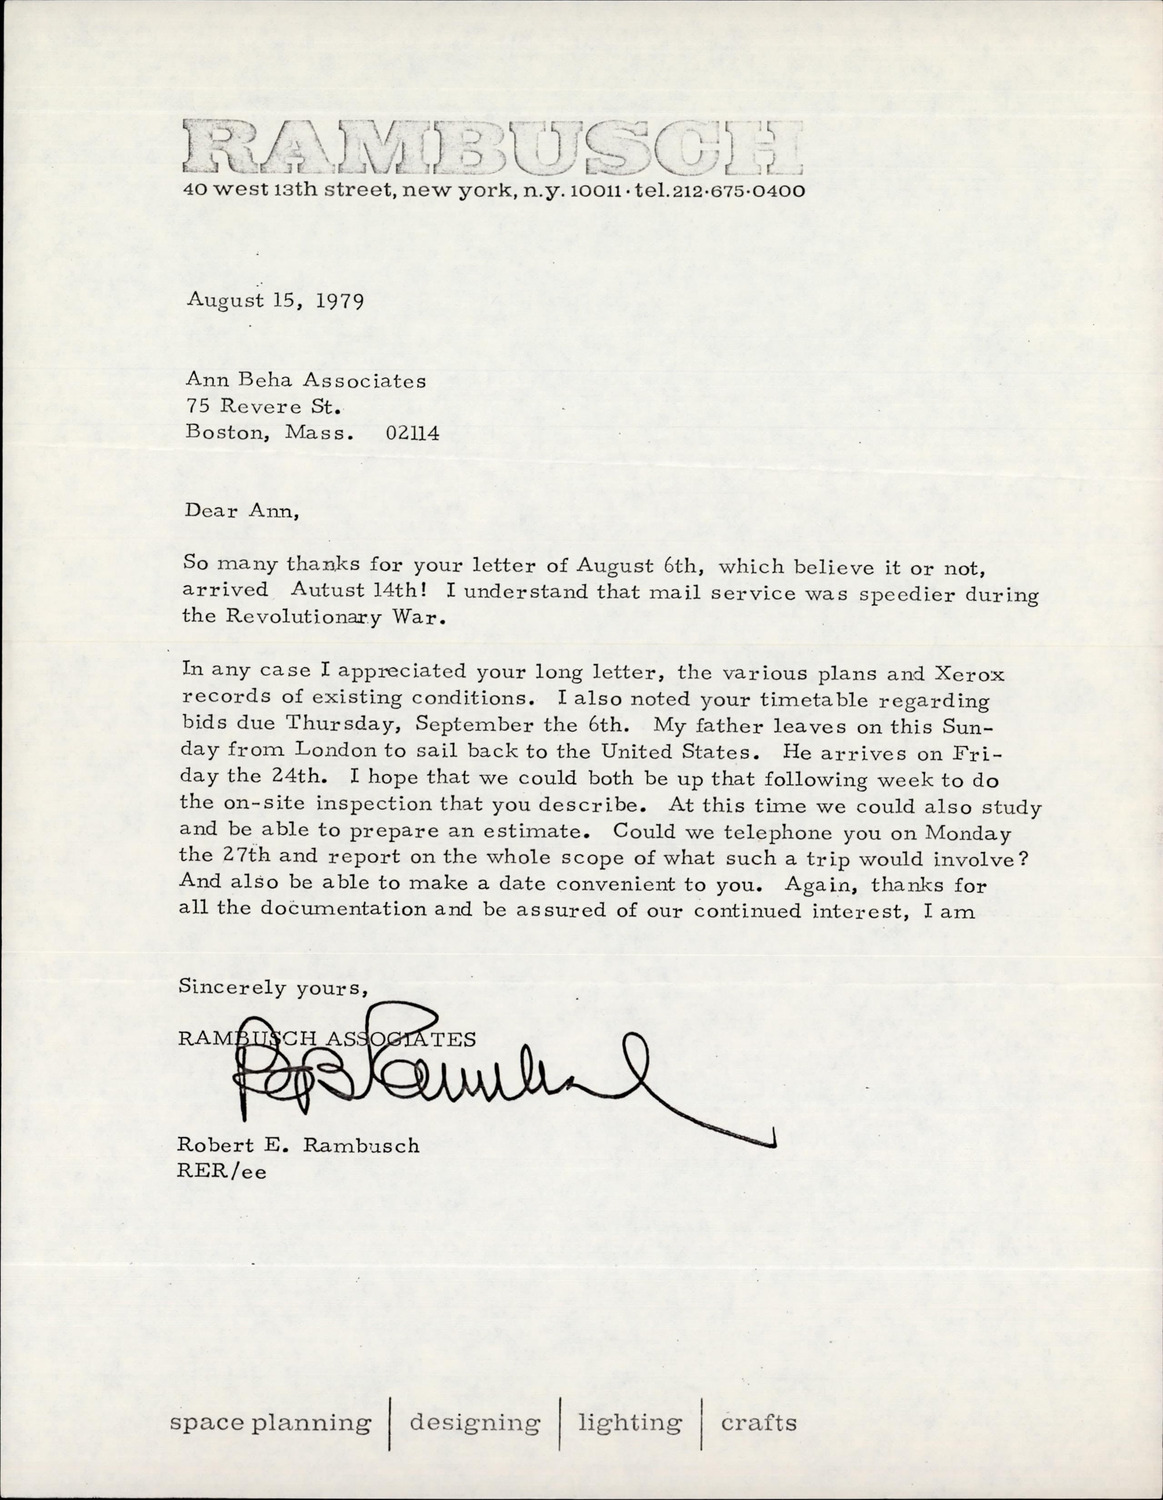 RAMBUSCH
40 west 13th street, new york, n.y. 10011 · tel. 212·675·0400
August 15, 1979
Ann Beha Associates
75 Revere St.
Boston, Mass. 02114
Dear Ann,
So many thanks for your letter of August 6th, which believe it or not,
arrived Autust 14th! I understand that mail service was speedier during
the Revolutionary War.
In any case I appreciated your long letter, the various plans and Xerox
records of existing conditions. I also noted your timetable regarding
bids due Thursday, September the 6th. My father leaves on this Sun-
day from London to sail back to the United States. He arrives on Fri-
day the 24th. I hope that we could both be up that following week to do
the on-site inspection that you describe. At this time we could also study
and be able to prepare an estimate. Could we telephone you on Monday
the 27th and report on the whole scope of what such a trip would involve?
And also be able to make a date convenient to you. Again, thanks for
all the documentation and be assured of our continued interest, I am
Sincerely yours,
RAMBUSCH ASSOCIATES
Bob Rambusch
Robert E. Rambusch
RER/ee
space planning | designing | lighting | crafts